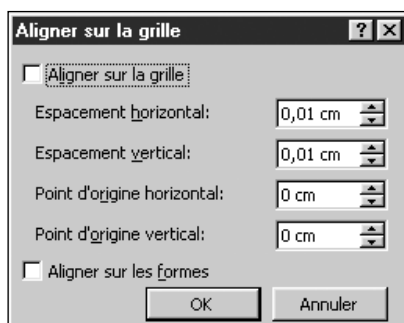 Aligner sur la grille
Aligner sur la grille
Espacement horizontal: 0,01 cm
Espacement vertical: 0,01 cm
Point d'origine horizontal: 0 cm
Point d'origine vertical: 0 cm
Aligner sur les formes
OK Annuler